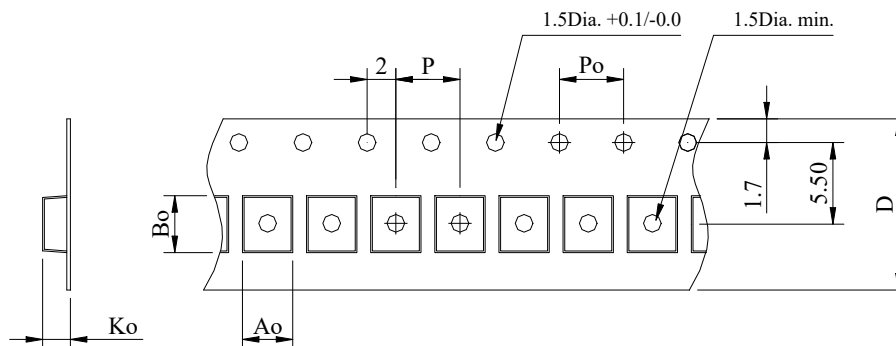 1.5Dia. +0.1/-0.0
1.5Dia. min.
2
P
Po
1.7
5.50
D
Bo
Ko
Ao